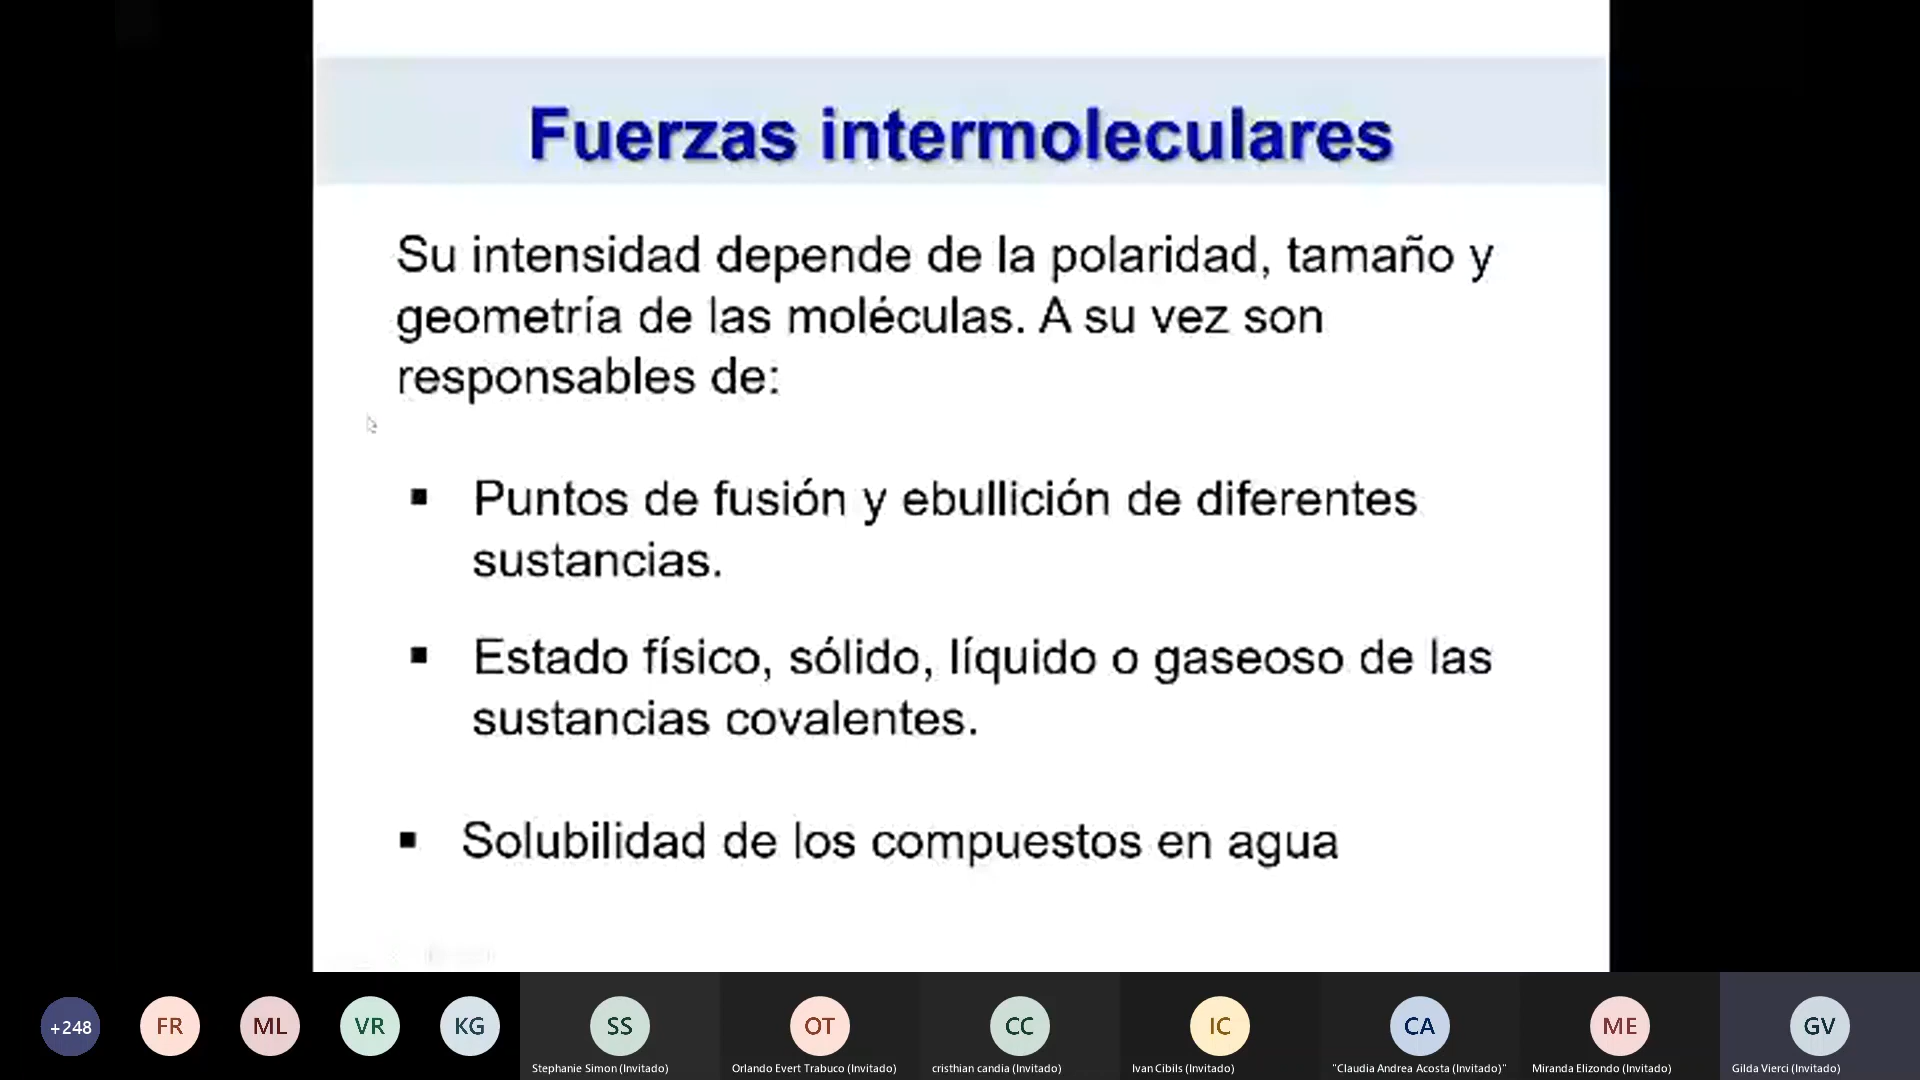 Fuerzas intermoleculares
Su intensidad depende de la polaridad, tamaño y
geometría de las moléculas. A su vez son
responsables de:
▪ Puntos de fusión y ebullición de diferentes
sustancias.
▪ Estado físico, sólido, líquido o gaseoso de las
sustancias covalentes.
▪ Solubilidad de los compuestos en agua
+248 FR ML VR KG SS OT CC IC CA ME GV
Stephanie Simon (Invitado) Orlando Evert Trabuco (Invitado) cristhian candia (Invitado) Ivan Cibils (Invitado) "Claudia Andrea Acosta (Invitado)" Miranda Elizondo (Invitado) Gilda Vierci (Invitado)